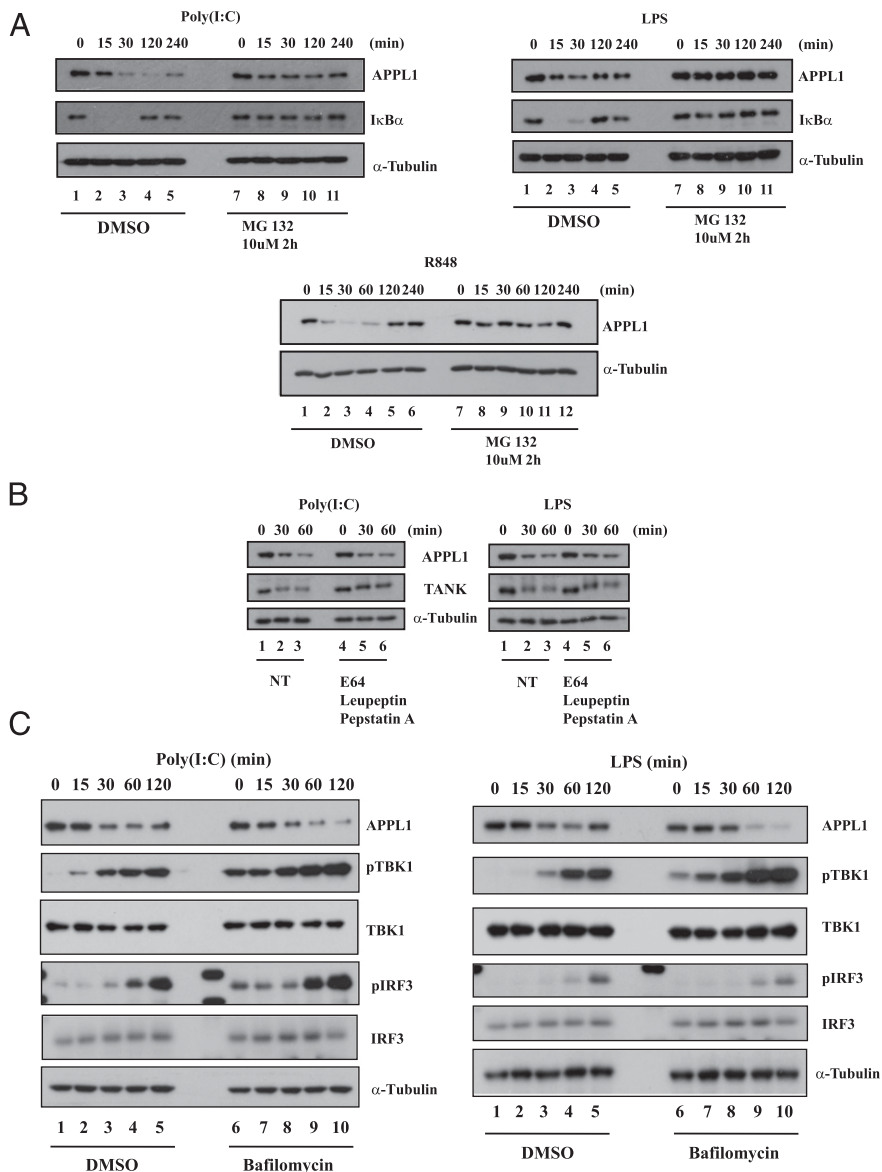 A
Poly(I:C)
0 15 30 120 240 0 15 30 120 240 (min)
APPL1
IκBα
α-Tubulin
1 2 3 4 5 7 8 9 10 11
DMSO
MG 132
10uM 2h
LPS
0 15 30 120 240 0 15 30 120 240 (min)
APPL1
IκBα
α-Tubulin
1 2 3 4 5 7 8 9 10 11
DMSO
MG 132
10uM 2h
R848
0 15 30 60 120 240 0 15 30 60 120 240 (min)
APPL1
α-Tubulin
1 2 3 4 5 6 7 8 9 10 11 12
DMSO
MG 132
10uM 2h
B
Poly(I:C) LPS
0 30 60 0 30 60 (min) 0 30 60 0 30 60 (min)
APPL1
TANK
α-Tubulin
1 2 3 4 5 6 1 2 3 4 5 6
NT
E64
Leupeptin
Pepstatin A
NT
E64
Leupeptin
Pepstatin A
C
Poly(I:C) (min)
0 15 30 60 120 0 15 30 60 120
APPL1
pTBK1
TBK1
pIRF3
IRF3
α-Tubulin
1 2 3 4 5 6 7 8 9 10
DMSO Bafilomycin
LPS (min)
0 15 30 60 120 0 15 30 60 120
APPL1
pTBK1
TBK1
pIRF3
IRF3
α-Tubulin
1 2 3 4 5 6 7 8 9 10
DMSO Bafilomycin